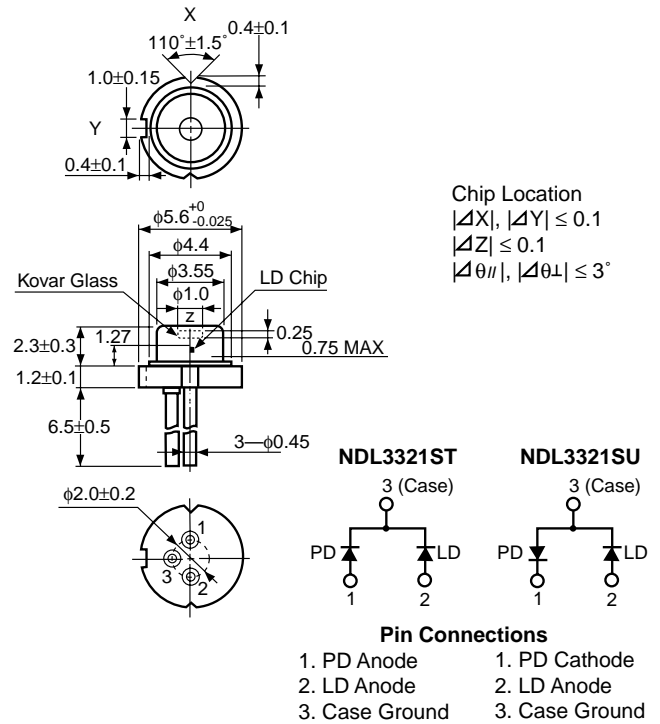 X
110°±1.5°
0.4±0.1
1.0±0.15
Y
0.4±0.1
ϕ5.6 +0 -0.025
ϕ4.4
ϕ3.55
Kovar Glass
LD Chip
ϕ1.0
z
1.27
0.25
2.3±0.3
0.75 MAX
1.2±0.1
6.5±0.5
3—ϕ0.45
ϕ2.0±0.2
1
3
2
Chip Location
|⊿X|, |⊿Y| ≤ 0.1
|⊿Z| ≤ 0.1
|⊿θ//|, |⊿θ⊥| ≤ 3°
NDL3321ST
3 (Case)
PD
LD
1
2
NDL3321SU
3 (Case)
PD
LD
1
2
Pin Connections
1. PD Anode
2. LD Anode
3. Case Ground
1. PD Cathode
2. LD Anode
3. Case Ground